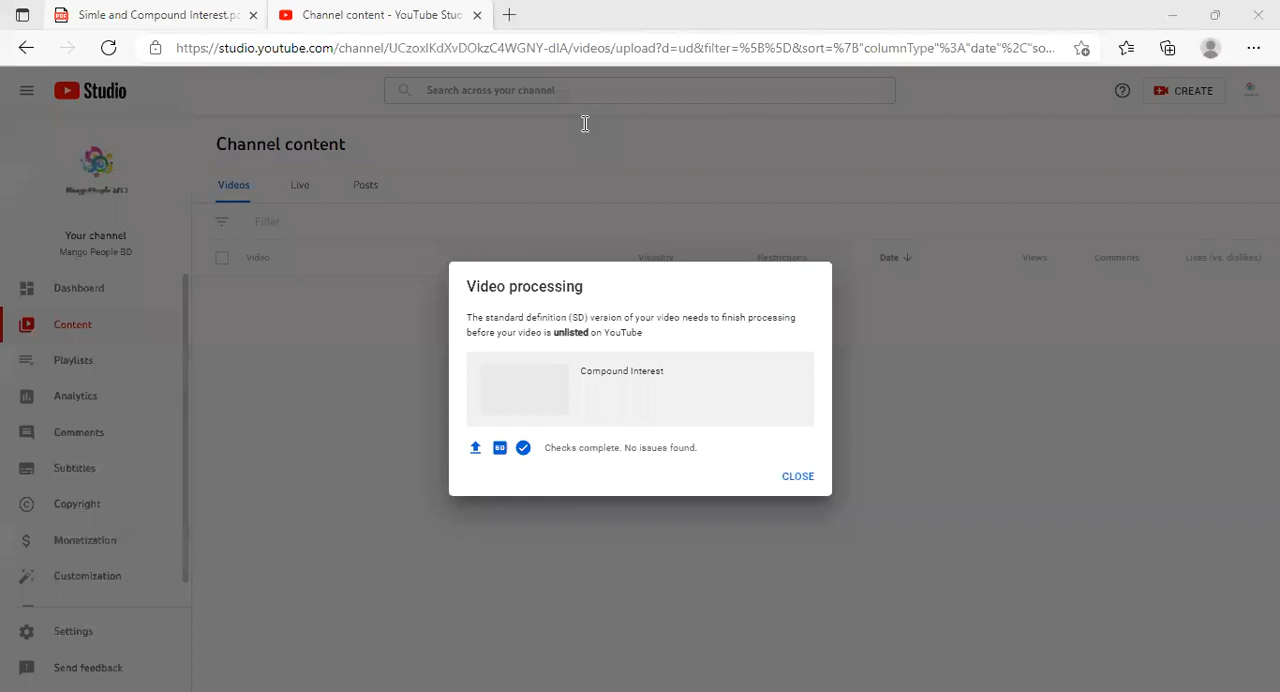 Simle and Compound Interest.pc
Channel content - YouTube Stuc
https://studio.youtube.com/channel/UCzoxIKdXvDOkzC4WGNY-dIA/videos/upload?d=ud&filter=%5B%5D&sort=%7B"columnType"%3A"date"%2C"so...
Studio
Search across your channel
CREATE
Channel content
Videos
Live
Posts
MangoPeople BD
Your channel
Mango People BD
Filter
Video
Visibility
Restrictions
Date
Views
Comments
Likes (vs. dislikes)
Dashboard
Content
Playlists
Analytics
Comments
Subtitles
Copyright
Monetization
Customization
Settings
Send feedback
Video processing
The standard definition (SD) version of your video needs to finish processing
before your video is unlisted on YouTube
Compound Interest
SD
Checks complete. No issues found.
CLOSE